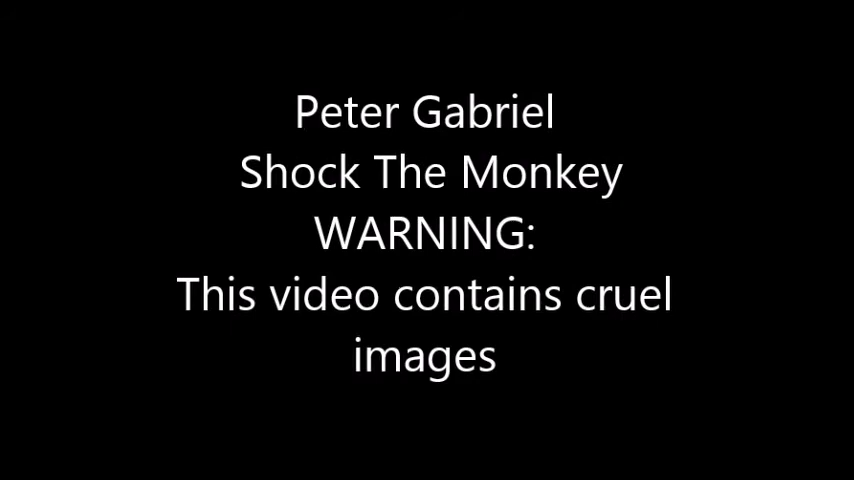 Peter Gabriel
Shock The Monkey
WARNING:
This video contains cruel
images